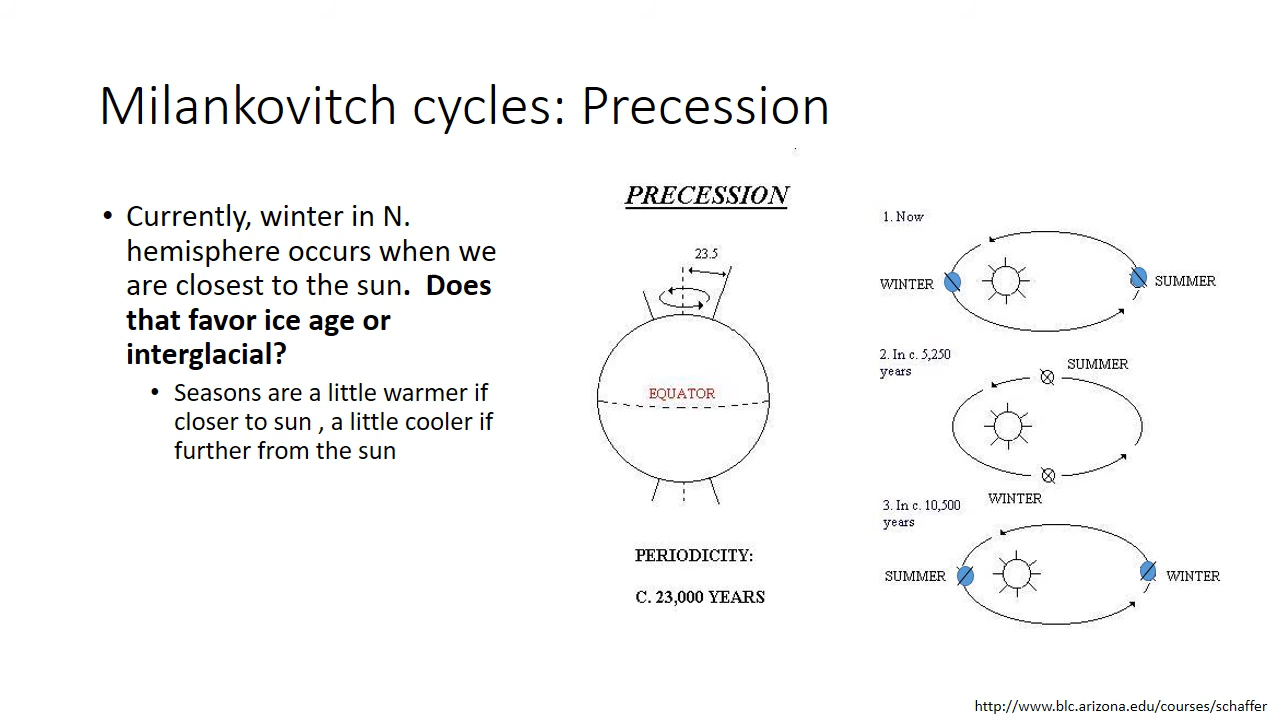 Milankovitch cycles: Precession
• Currently, winter in N.
hemisphere occurs when we
are closest to the sun. Does
that favor ice age or
interglacial?
• Seasons are a little warmer if
closer to sun , a little cooler if
further from the sun
PRECESSION
23.5
EQUATOR
PERIODICITY:
C. 23,000 YEARS
1. Now
WINTER
SUMMER
2. In c. 5,250
years
SUMMER
WINTER
3. In c. 10,500
years
SUMMER
WINTER
http://www.blc.arizona.edu/courses/schaffer